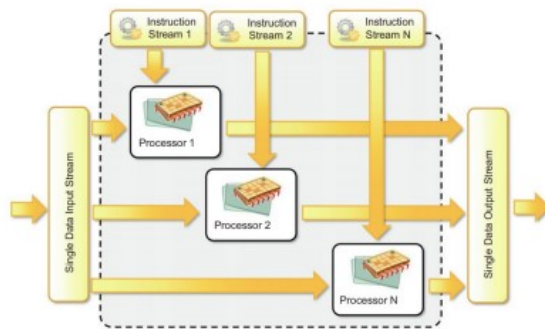 Instruction
Stream 1
Instruction
Stream 2
Instruction
Stream N
Single Data Input Stream
Processor 1
Processor 2
Processor N
Single Data Output Stream